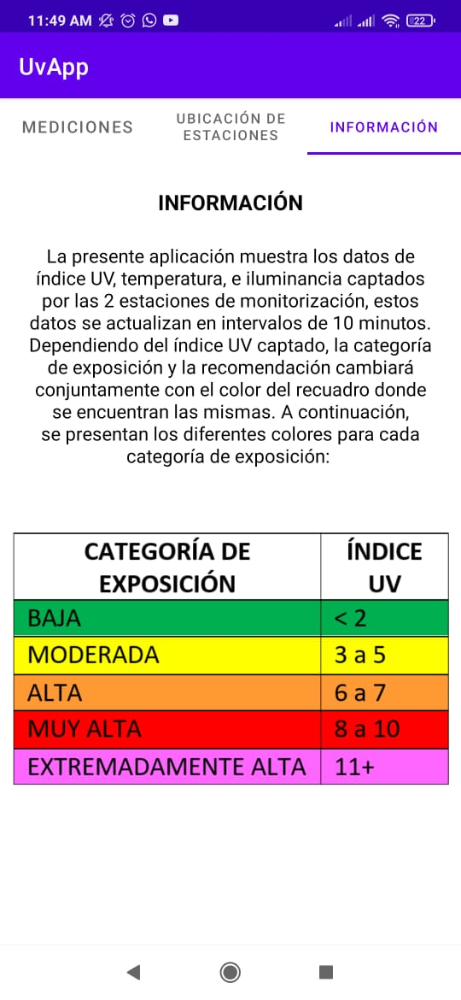 11:49 AM
22
UvApp
MEDICIONES
UBICACIÓN DE
ESTACIONES
INFORMACIÓN
INFORMACIÓN
La presente aplicación muestra los datos de
índice UV, temperatura, e iluminancia captados
por las 2 estaciones de monitorización, estos
datos se actualizan en intervalos de 10 minutos.
Dependiendo del índice UV captado, la categoría
de exposición y la recomendación cambiará
conjuntamente con el color del recuadro donde
se encuentran las mismas. A continuación,
se presentan los diferentes colores para cada
categoría de exposición:
CATEGORÍA DE
EXPOSICIÓN
ÍNDICE
UV
BAJA < 2
MODERADA 3 a 5
ALTA 6 a 7
MUY ALTA 8 a 10
EXTREMADAMENTE ALTA 11+